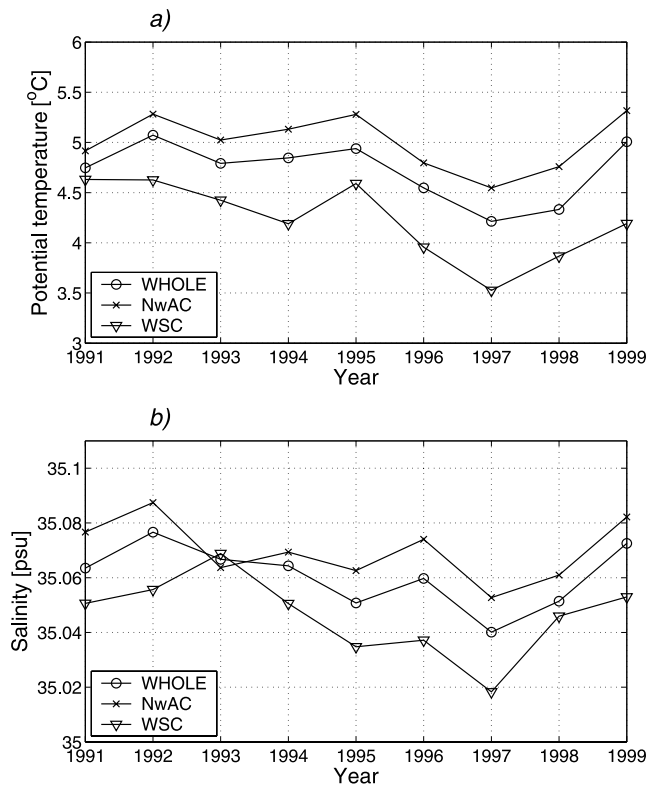 a)
6
5.5
5
4.5
4
3.5
3
Potential temperature [°C]
WHOLE
NwAC
WSC
1991 1992 1993 1994 1995 1996 1997 1998 1999
Year
b)
35.1
35.08
35.06
35.04
35.02
35
Salinity [psu]
WHOLE
NwAC
WSC
1991 1992 1993 1994 1995 1996 1997 1998 1999
Year